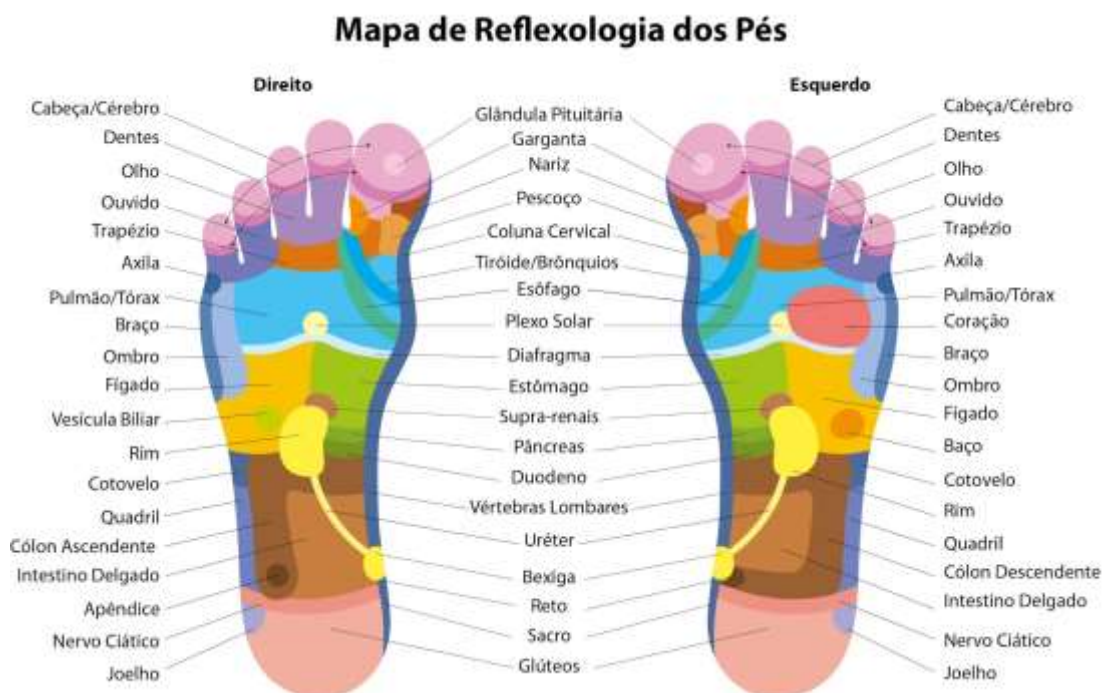 Mapa de Reflexologia dos Pés
Direito
Cabeça/Cérebro
Dentes
Olho
Ouvido
Trapézio
Axila
Pulmão/Tórax
Braço
Ombro
Fígado
Vesícula Biliar
Rim
Cotovelo
Quadril
Cólon Ascendente
Intestino Delgado
Apêndice
Nervo Ciático
Joelho
Glândula Pituitária
Garganta
Nariz
Pescoço
Coluna Cervical
Tiróide/Brônquios
Esôfago
Plexo Solar
Diafragma
Estômago
Supra-renais
Pâncreas
Duodeno
Vértebras Lombares
Uréter
Bexiga
Reto
Sacro
Glúteos
Esquerdo
Cabeça/Cérebro
Dentes
Olho
Ouvido
Trapézio
Axila
Pulmão/Tórax
Coração
Braço
Ombro
Fígado
Baço
Cotovelo
Rim
Quadril
Cólon Descendente
Intestino Delgado
Nervo Ciático
Joelho